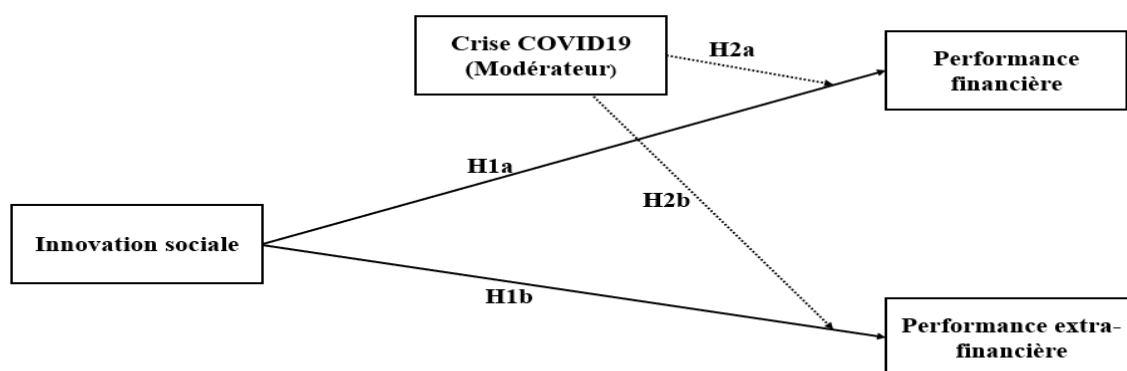 Crise COVID19
(Modérateur)
H2a
Performance
financière
H1a
H2b
Innovation sociale
H1b
Performance extra-
financière